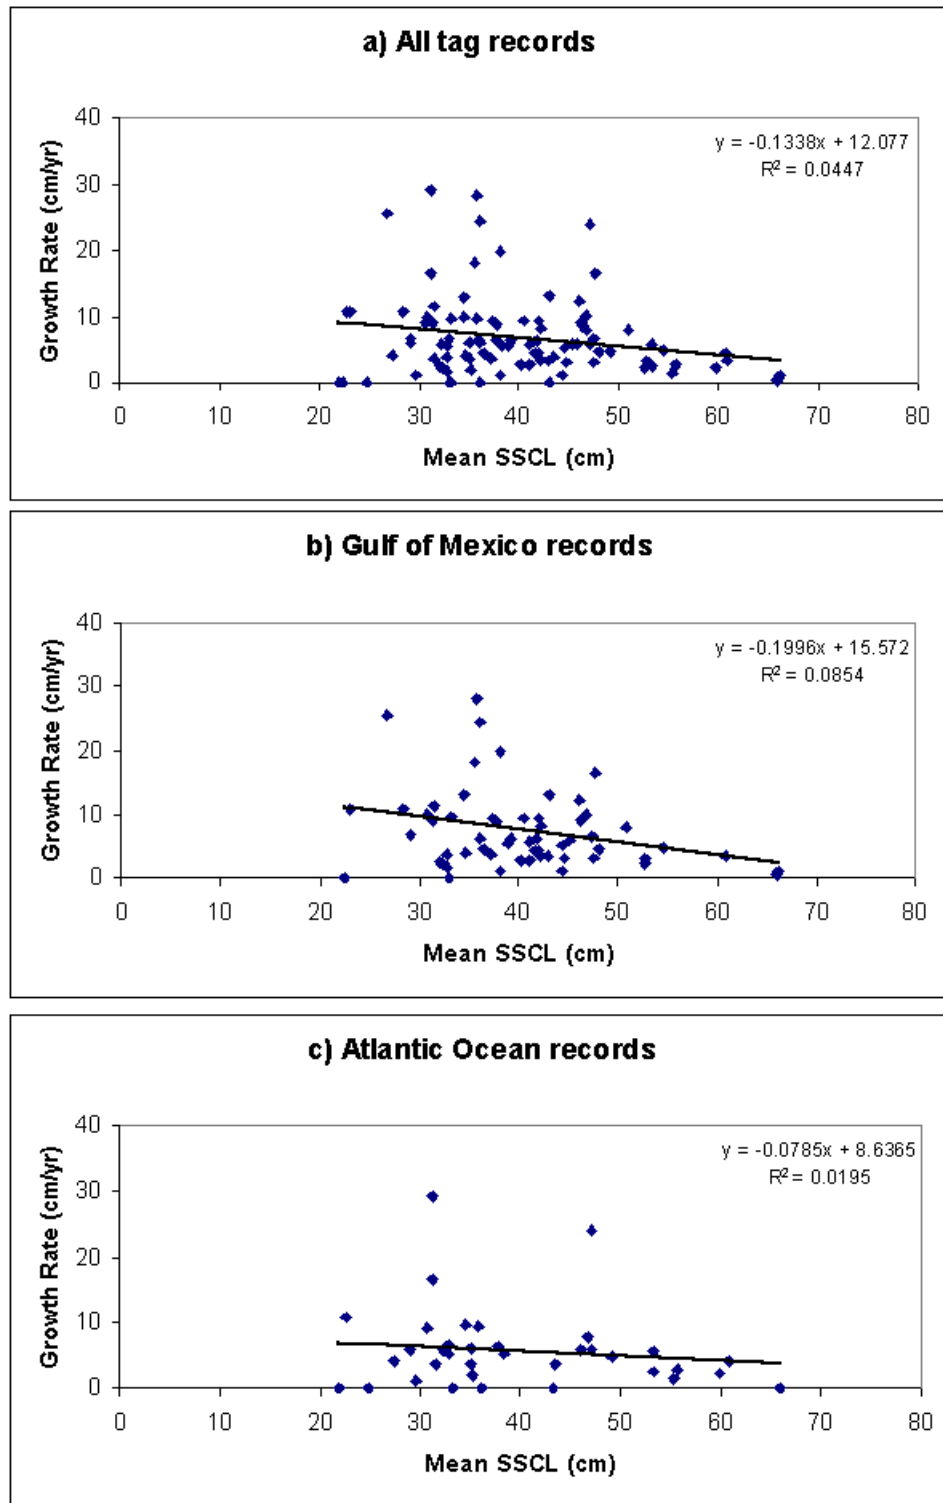 a) All tag records
y = -0.1338x + 12.077
R² = 0.0447
40
30
20
10
0
Growth Rate (cm/yr)
0 10 20 30 40 50 60 70 80
Mean SSCL (cm)
b) Gulf of Mexico records
y = -0.1996x + 15.572
R² = 0.0854
40
30
20
10
0
Growth Rate (cm/yr)
0 10 20 30 40 50 60 70 80
Mean SSCL (cm)
c) Atlantic Ocean records
y = -0.0785x + 8.6365
R² = 0.0195
40
30
20
10
0
Growth Rate (cm/yr)
0 10 20 30 40 50 60 70 80
Mean SSCL (cm)